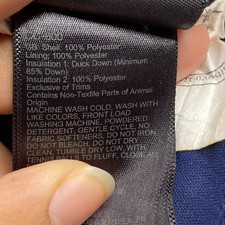 GB: Shell: 100% Polyester
Lining: 100% Polyester
Insulation 1: Duck Down (Minimum
85% Down)
Insulation 2: 100% Polyester
Exclusive of Trims
Contains Non-Textile Parts of Animal
Origin
MACHINE WASH COLD, WASH WITH
LIKE COLORS, FRONT LOAD
WASHING MACHINE, POWDERED
DETERGENT, GENTLE CYCLE, NO
FABRIC SOFTENERS, DO NOT IRON,
DO NOT BLEACH, DO NOT DRY
CLEAN, TUMBLE DRY LOW, WITH
TENNIS BALLS TO FLUFF, CLOSE ALL